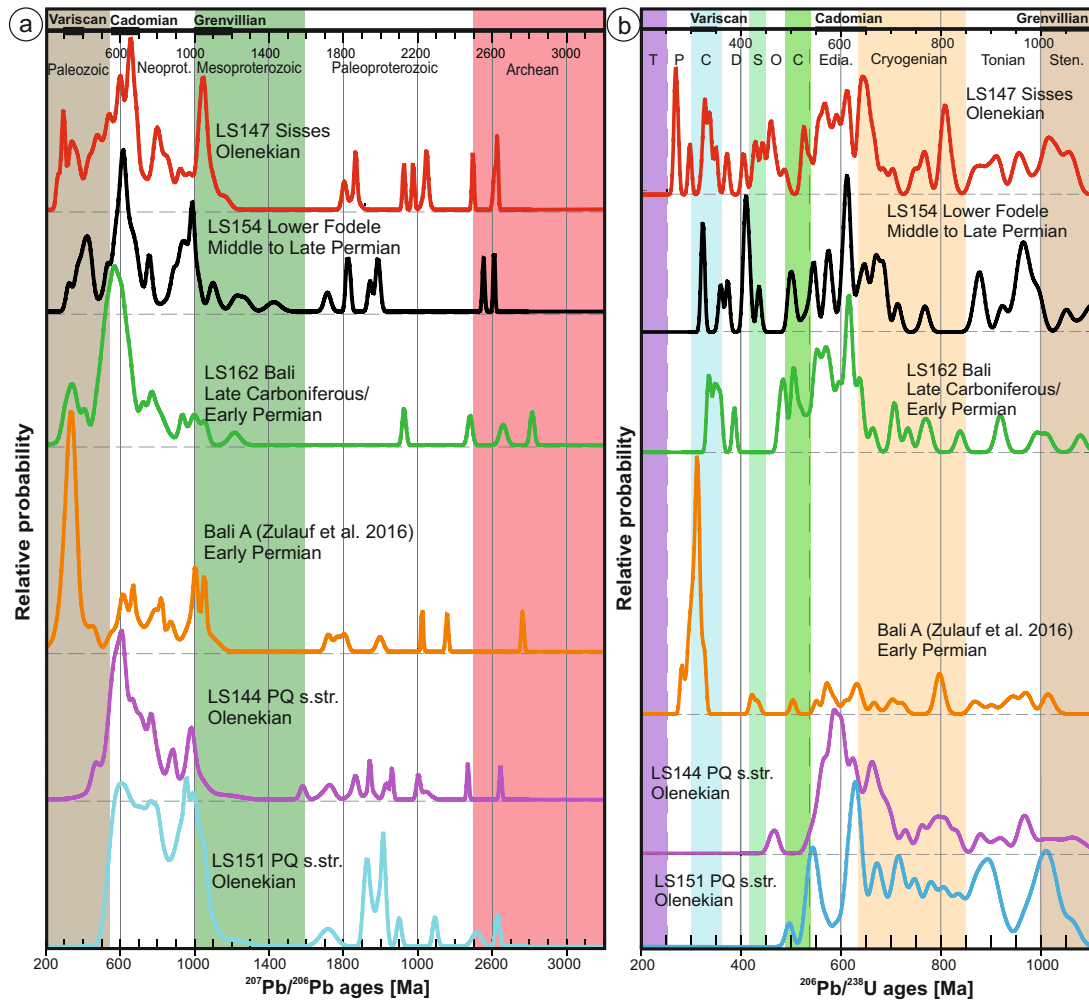 a
Variscan
Cadomian
Grenvillian
600
1000
1400
1800
2200
2600
3000
Paleozoic
Neoprot.
Mesoproterozoic
Paleoproterozoic
Archean
LS147 Sisses
Olenekian
LS154 Lower Fodele
Middle to Late Permian
LS162 Bali
Late Carboniferous/
Early Permian
Bali A (Zulauf et al. 2016)
Early Permian
LS144 PQ s.str.
Olenekian
LS151 PQ s.str.
Olenekian
Relative probability
200 600 1000 1400 1800 2200 2600 3000
²⁰⁷Pb/²⁰⁶Pb ages [Ma]
b
Variscan
Cadomian
Grenvillian
400
600
800
1000
T P C D S O C Edia. Cryogenian Tonian Sten.
LS147 Sisses
Olenekian
LS154 Lower Fodele
Middle to Late Permian
LS162 Bali
Late Carboniferous/
Early Permian
Bali A (Zulauf et al. 2016)
Early Permian
LS144 PQ s.str.
Olenekian
LS151 PQ s.str.
Olenekian
Relative probability
200 400 600 800 1000
²⁰⁶Pb/²³⁸U ages [Ma]